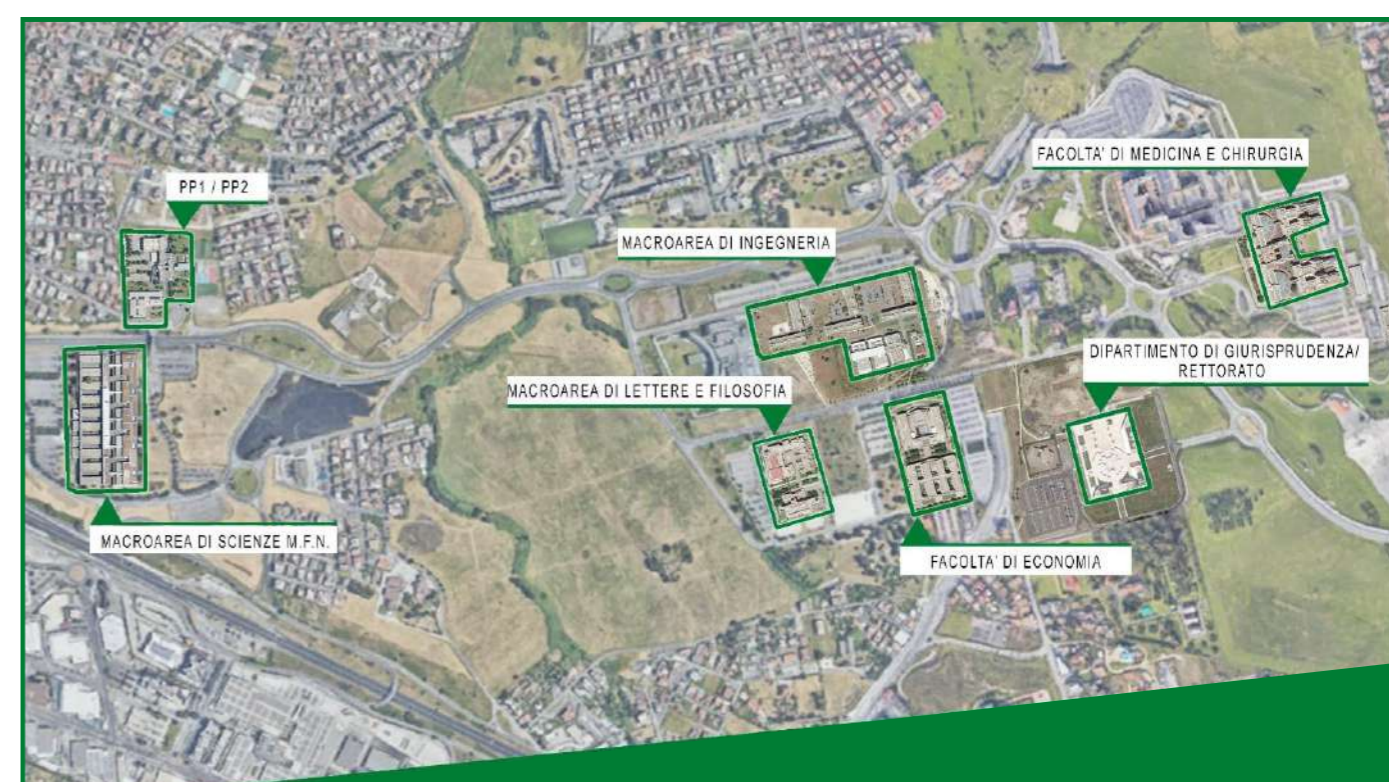 FACOLTA' DI MEDICINA E CHIRURGIA
PP1 / PP2
MACROAREA DI INGEGNERIA
DIPARTIMENTO DI GIURISPRUDENZA/
RETTORATO
MACROAREA DI LETTERE E FILOSOFIA
MACROAREA DI SCIENZE M.F.N.
FACOLTA' DI ECONOMIA